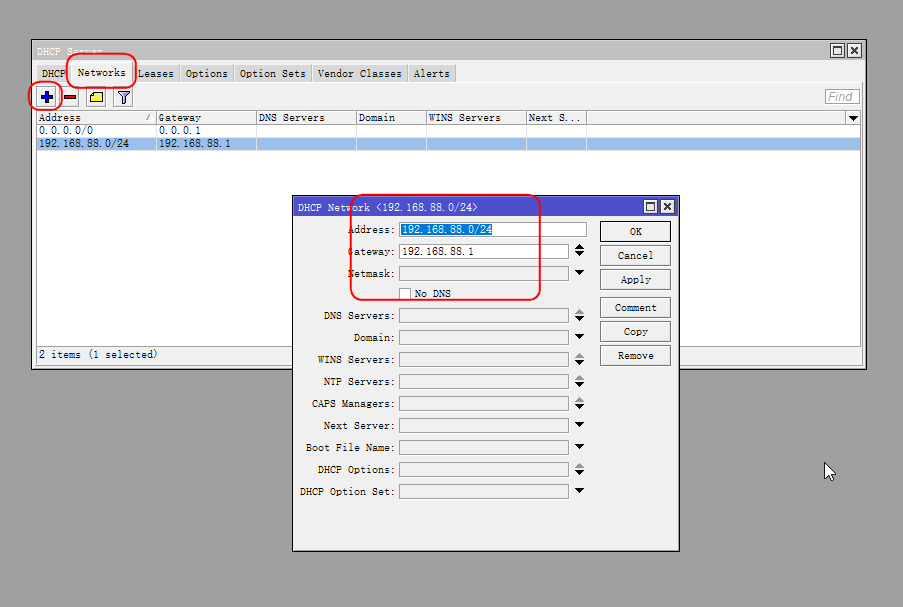 DHCP Server
DHCP Networks Leases Options Option Sets Vendor Classes Alerts
Find
Address Gateway DNS Servers Domain WINS Servers Next S...
0.0.0.0/0 0.0.0.1
192.168.88.0/24 192.168.88.1
2 items (1 selected)
DHCP Network <192.168.88.0/24>
Address: 192.168.88.0/24 OK
Gateway: 192.168.88.1 Cancel
Netmask: Apply
No DNS
Comment
DNS Servers:
Copy
Domain:
WINS Servers: Remove
NTP Servers:
CAPS Managers:
Next Server:
Boot File Name:
DHCP Options:
DHCP Option Set: